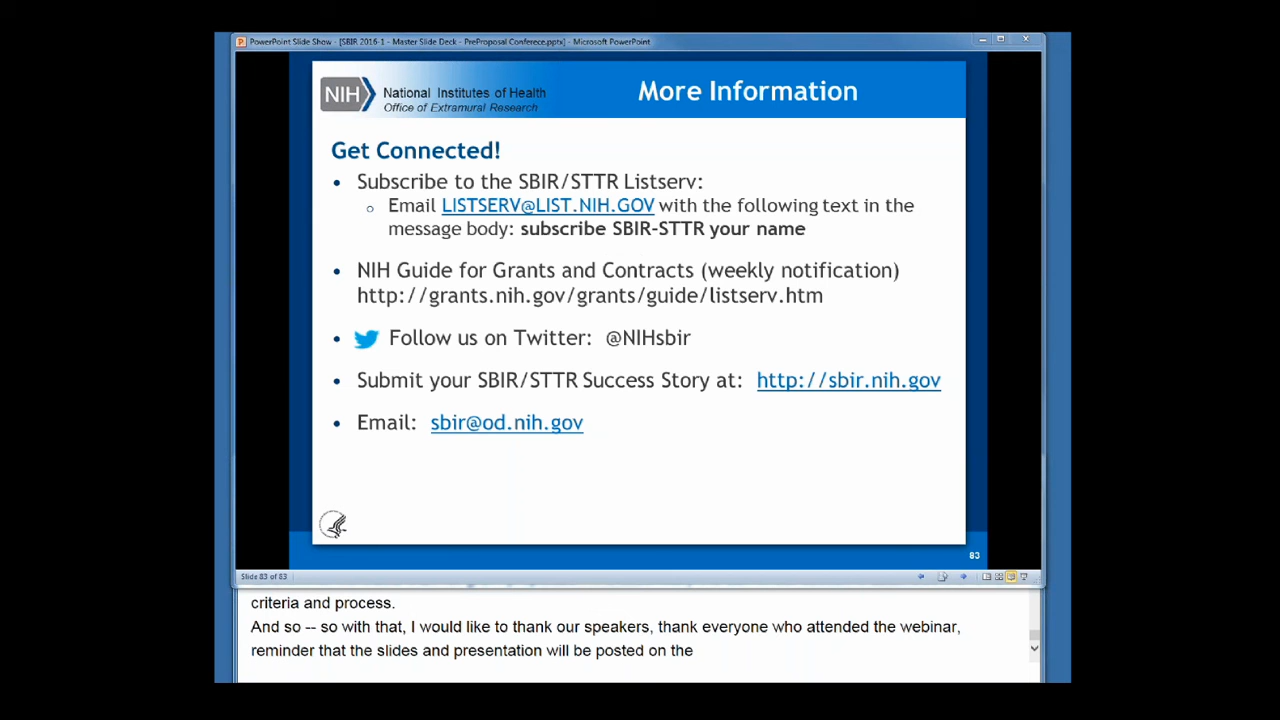 PowerPoint Slide Show - [SBIR 2016-1 - Master Slide Deck - PreProposal Conferece.pptx] - Microsoft PowerPoint
NIH
National Institutes of Health
Office of Extramural Research
More Information
Get Connected!
Subscribe to the SBIR/STTR Listserv:
Email LISTSERV@LIST.NIH.GOV with the following text in the
message body: subscribe SBIR-STTR your name
NIH Guide for Grants and Contracts (weekly notification)
http://grants.nih.gov/grants/guide/listserv.htm
Follow us on Twitter: @NIHsbir
Submit your SBIR/STTR Success Story at: http://sbir.nih.gov
Email: sbir@od.nih.gov
83
Slide 83 of 83
criteria and process.
And so -- so with that, I would like to thank our speakers, thank everyone who attended the webinar,
reminder that the slides and presentation will be posted on the